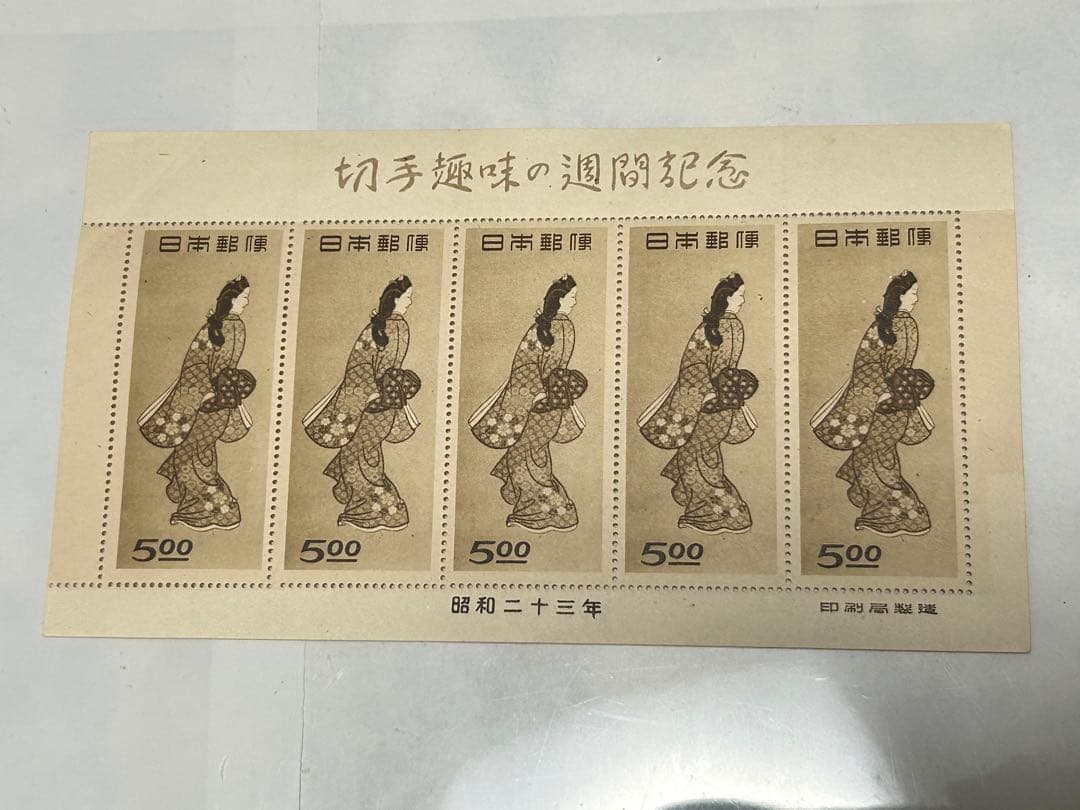 切手趣味の週間記念
日本郵便 日本郵便 日本郵便 日本郵便 日本郵便
5.00 5.00 5.00 5.00 5.00
昭和二十三年 印刷局製造